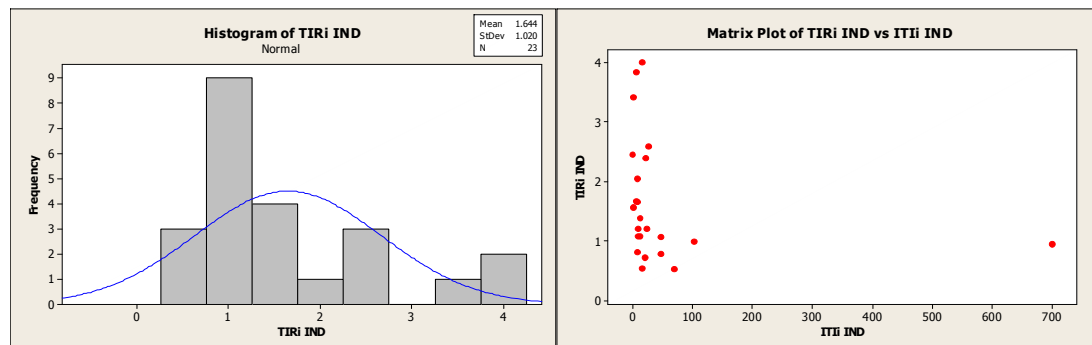 Histogram of TIRi IND
Normal
Mean 1.644
StDev 1.020
N 23
9
8
7
6
5
4
3
2
1
0
Frequency
0 1 2 3 4
TIRi IND
Matrix Plot of TIRi IND vs ITIi IND
4
3
2
1
0
TIRi IND
0 100 200 300 400 500 600 700
ITIi IND